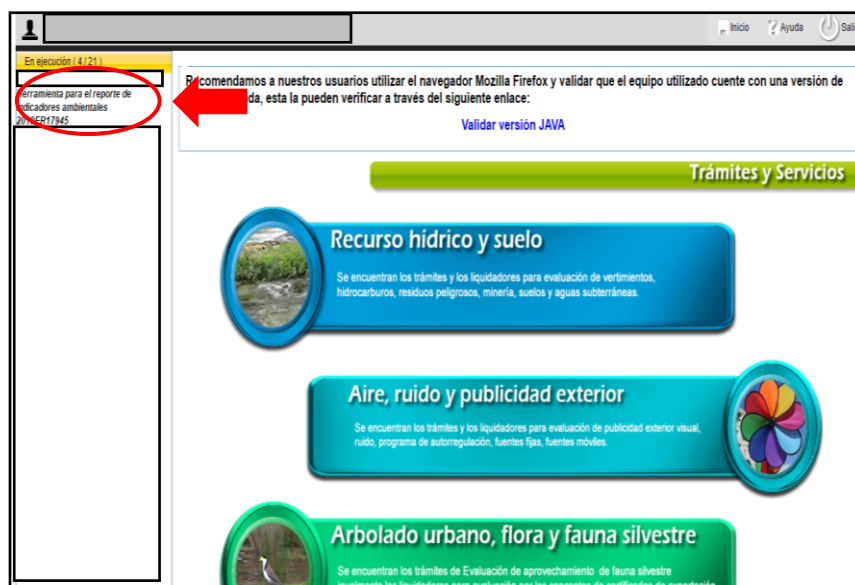 Inicio
Ayuda
En ejecución ( 4 / 21 )
Herramienta para el reporte de
indicadores ambientales
Recomendamos a nuestros usuarios utilizar el navegador Mozilla Firefox y validar que el equipo utilizado cuente con una versión de
esta la pueden verificar a través del siguiente enlace:
Validar versión JAVA
Trámites y Servicios
Recurso hídrico y suelo
Se encuentran los trámites y los liquidadores para evaluación de vertimientos,
hidrocarburos, residuos peligrosos, minería, suelos y aguas subterráneas.
Aire, ruido y publicidad exterior
Se encuentran los trámites y los liquidadores para evaluación de publicidad exterior visual,
ruido, programa de autorregulación, fuentes fijas, fuentes móviles.
Arbolado urbano, flora y fauna silvestre
Se encuentran los trámites de Evaluación de aprovechamiento de fauna silvestre